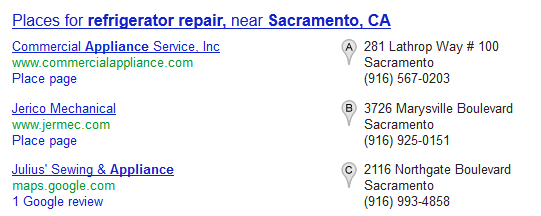 Places for refrigerator repair, near Sacramento, CA
Commercial Appliance Service, Inc
www.commercialappliance.com
Place page
A
281 Lathrop Way # 100
Sacramento
(916) 567-0203
Jerico Mechanical
www.jermec.com
Place page
B
3726 Marysville Boulevard
Sacramento
(916) 925-0151
Julius' Sewing & Appliance
maps.google.com
1 Google review
C
2116 Northgate Boulevard
Sacramento
(916) 993-4858